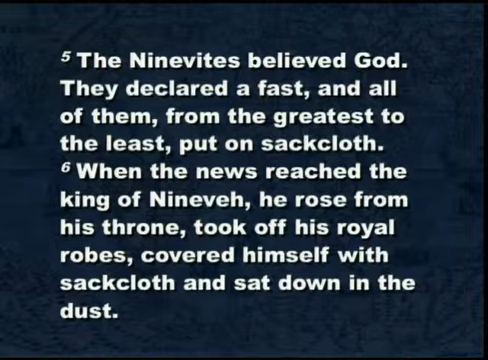 5 The Ninevites believed God.
They declared a fast, and all
of them, from the greatest to
the least, put on sackcloth.
6 When the news reached the
king of Nineveh, he rose from
his throne, took off his royal
robes, covered himself with
sackcloth and sat down in the
dust.